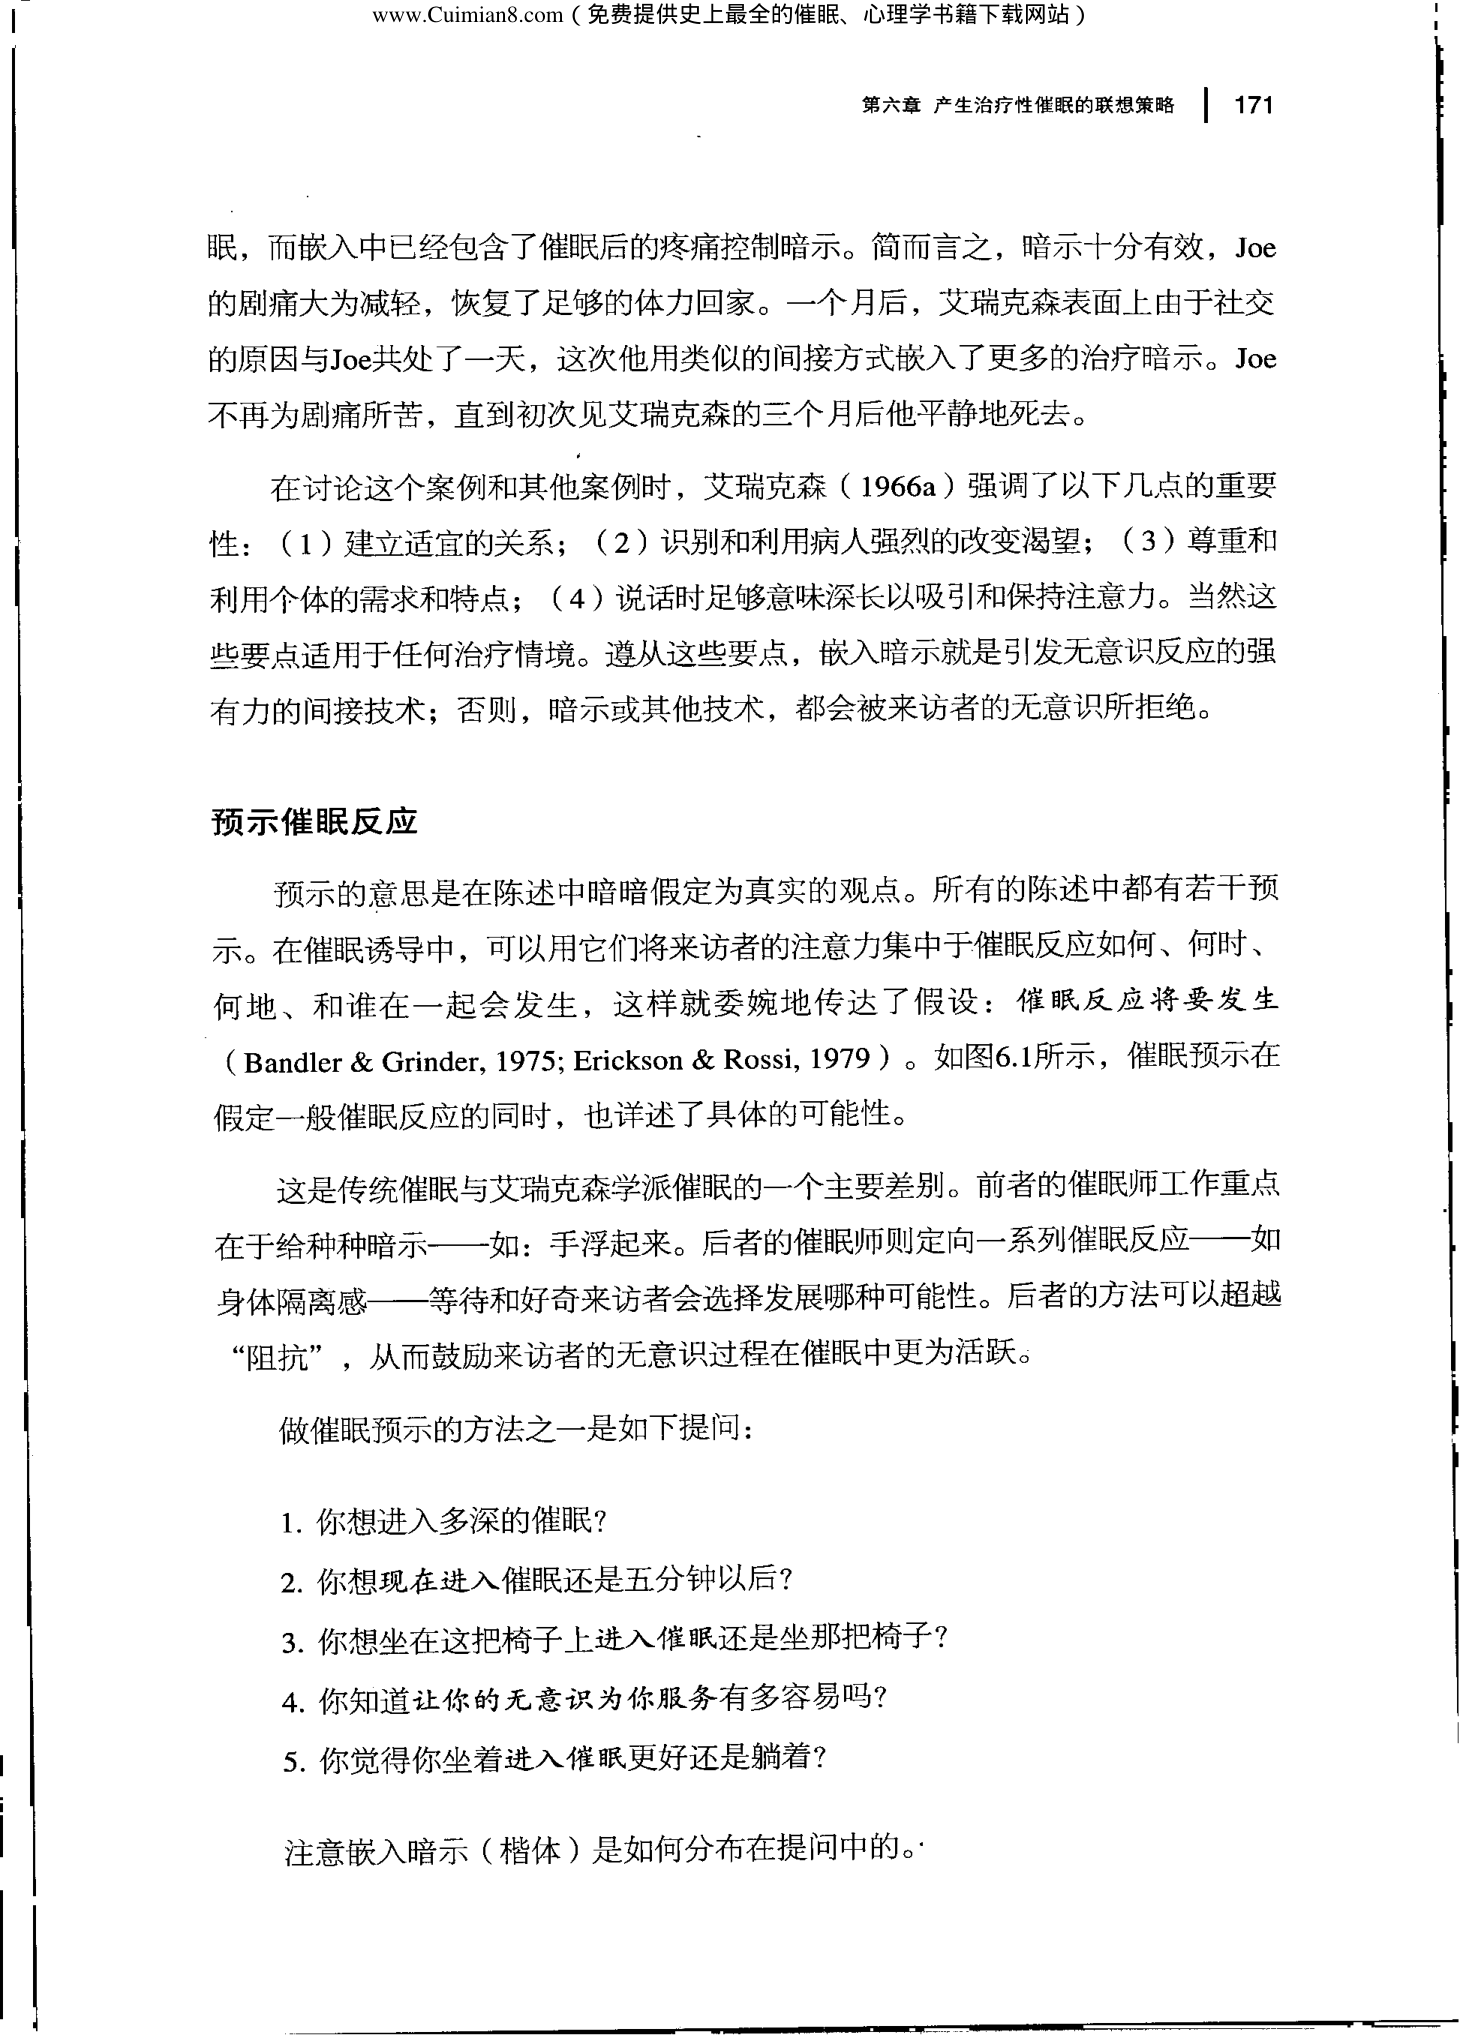 www.Cuimian8.com（免费提供史上最全的催眠、心理学书籍下载网站）
第六章 产生治疗性催眠的联想策略 171
眠，而嵌入中已经包含了催眠后的疼痛控制暗示。简而言之，暗示十分有效，Joe
的剧痛大为减轻，恢复了足够的体力回家。一个月后，艾瑞克森表面上由于社交
的原因与Joe共处了一天，这次他用类似的间接方式嵌入了更多的治疗暗示。Joe
不再为剧痛所苦，直到初次见艾瑞克森的三个月后他平静地死去。
在讨论这个案例和其他案例时，艾瑞克森（1966a）强调了以下几点的重要
性：（1）建立适宜的关系；（2）识别和利用病人强烈的改变渴望；（3）尊重和
利用个体的需求和特点；（4）说话时足够意味深长以吸引和保持注意力。当然这
些要点适用于任何治疗情境。遵从这些要点，嵌入暗示就是引发无意识反应的强
有力的间接技术；否则，暗示或其他技术，都会被来访者的无意识所拒绝。
预示催眠反应
预示的意思是在陈述中暗暗假定为真实的观点。所有的陈述中都有若干预
示。在催眠诱导中，可以用它们将来访者的注意力集中于催眠反应如何、何时、
何地、和谁在一起会发生，这样就委婉地传达了假设：催眠反应将要发生
（Bandler & Grinder, 1975; Erickson & Rossi, 1979）。如图6.1所示，催眠预示在
假定一般催眠反应的同时，也详述了具体的可能性。
这是传统催眠与艾瑞克森学派催眠的一个主要差别。前者的催眠师工作重点
在于给种种暗示——如：手浮起来。后者的催眠师则定向一系列催眠反应——如
身体隔离感——等待和好奇来访者会选择发展哪种可能性。后者的方法可以超越
“阻抗”，从而鼓励来访者的无意识过程在催眠中更为活跃。
做催眠预示的方法之一是如下提问：
1. 你想进入多深的催眠？
2. 你想现在进入催眠还是五分钟以后？
3. 你想坐在这把椅子上进入催眠还是坐那把椅子？
4. 你知道让你的无意识为你服务有多容易吗？
5. 你觉得你坐着进入催眠更好还是躺着？
注意嵌入暗示（楷体）是如何分布在提问中的。